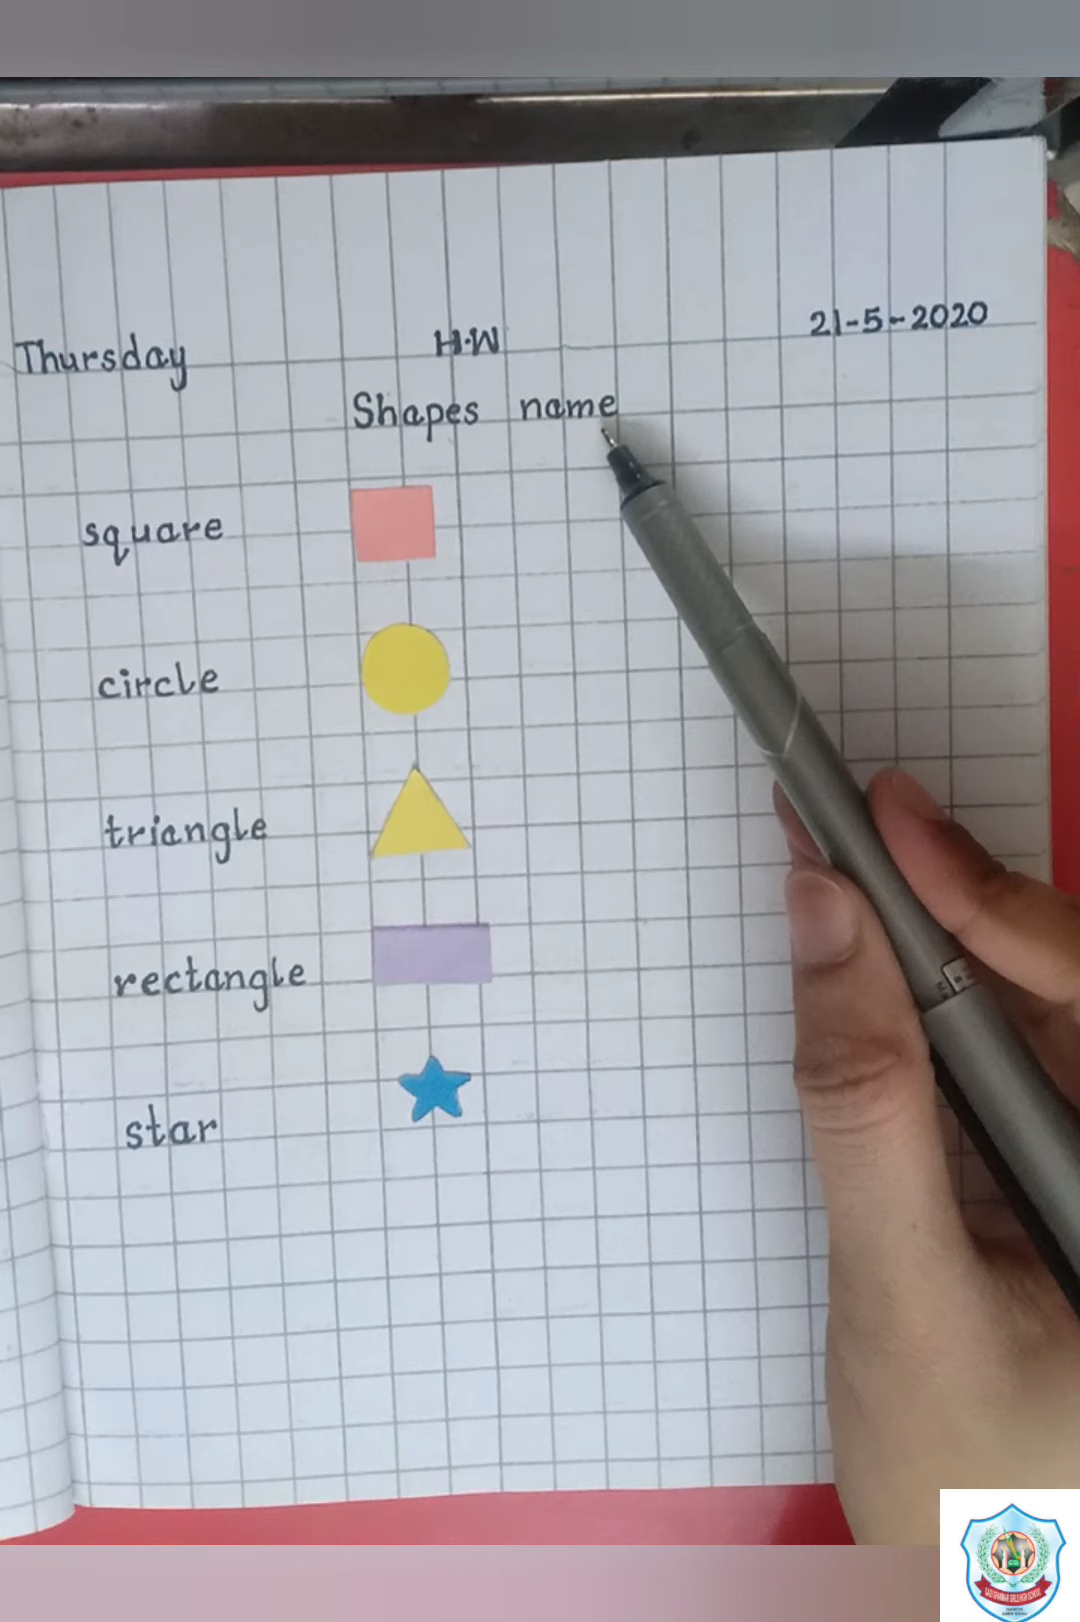 Thursday H.W 21-5-2020
Shapes name
square
circle
triangle
rectangle
star